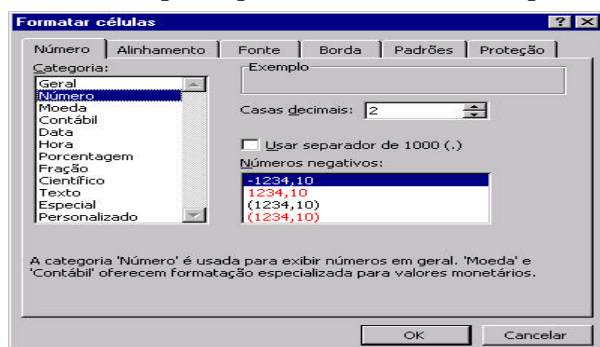 Formatar células
Número Alinhamento Fonte Borda Padrões Proteção
Categoria:
Geral
Número
Moeda
Contábil
Data
Hora
Porcentagem
Fração
Científico
Texto
Especial
Personalizado
Exemplo
Casas decimais: 2
Usar separador de 1000 (.)
Números negativos:
-1234,10
1234,10
(1234,10)
(1234,10)
A categoria 'Número' é usada para exibir números em geral. 'Moeda' e
'Contábil' oferecem formatação especializada para valores monetários.
OK Cancelar